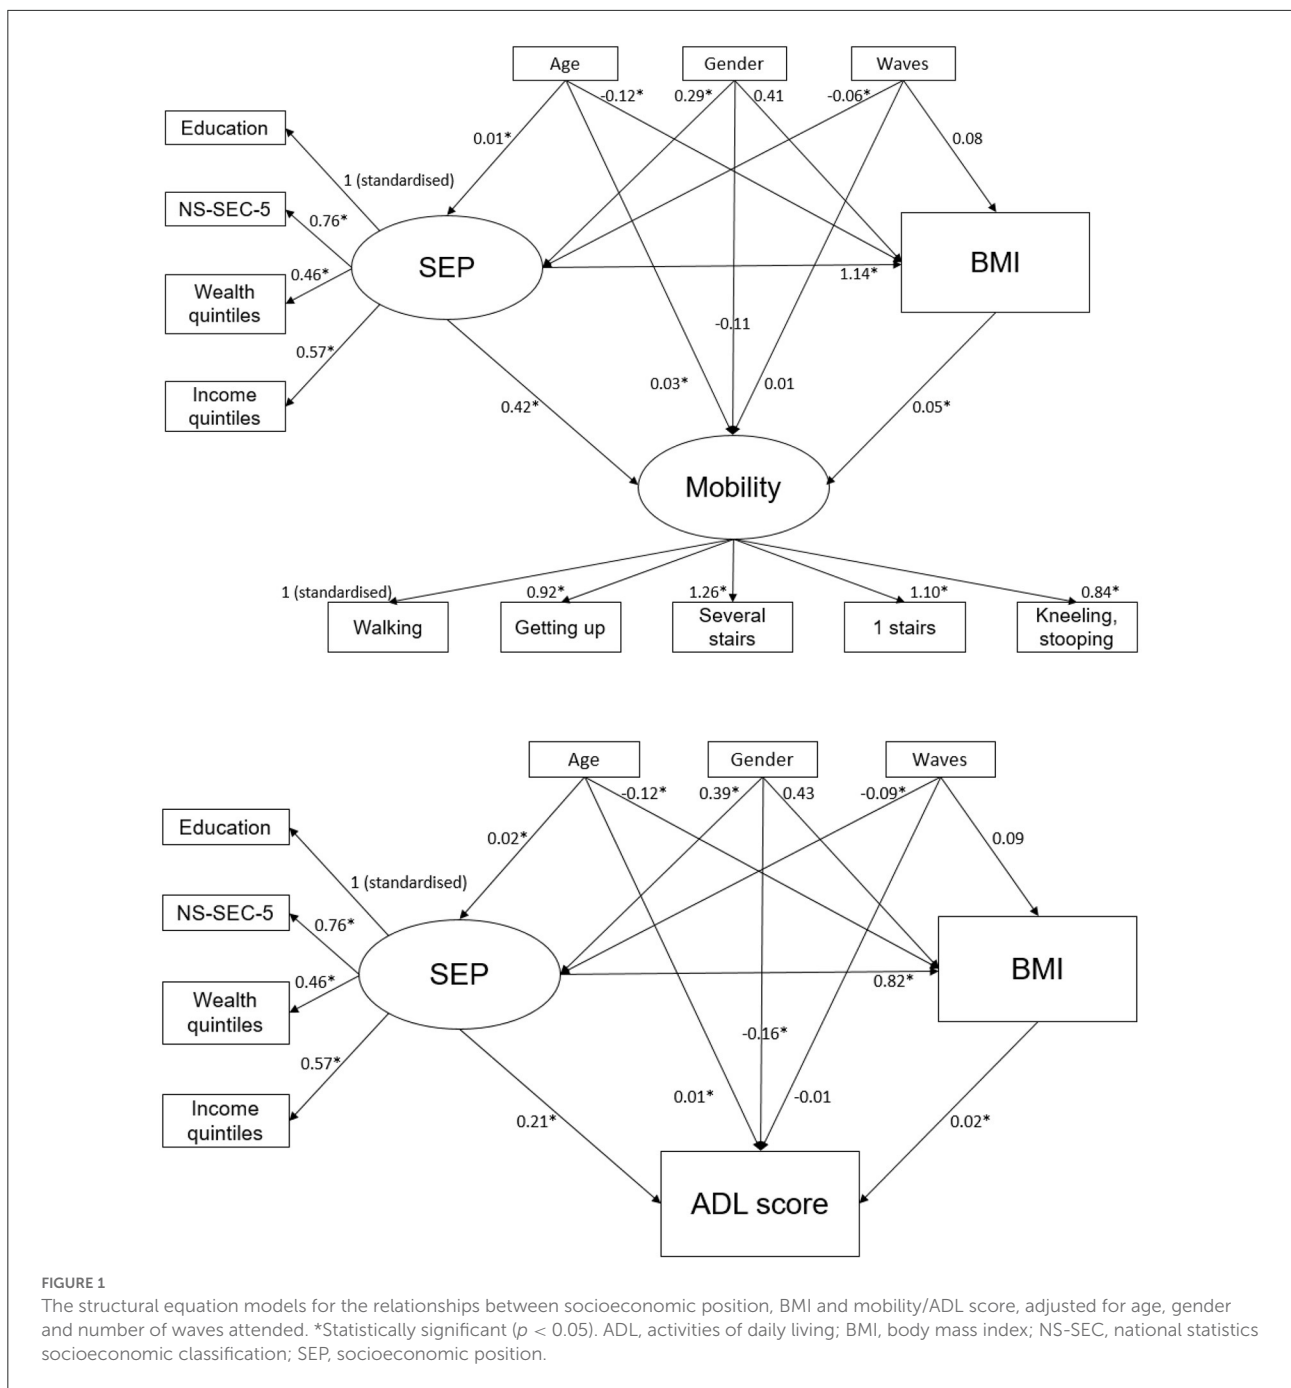 Age
Gender
Waves
-0.12*
0.29*
0.41
-0.06*
Education
0.01*
0.08
1 (standardised)
NS-SEC-5
0.76*
SEP
BMI
0.46*
1.14*
Wealth
quintiles
-0.11
0.57*
0.03*
0.01
Income
quintiles
0.42*
0.05*
Mobility
1 (standardised)
0.92*
1.26*
1.10*
0.84*
Walking
Getting up
Several
stairs
1 stairs
Kneeling,
stooping
Age
Gender
Waves
-0.12*
0.39*
0.43
-0.09*
Education
0.02*
0.09
1 (standardised)
NS-SEC-5
0.76*
SEP
BMI
0.46*
0.82*
Wealth
quintiles
-0.16*
0.57*
0.01*
-0.01
Income
quintiles
0.21*
0.02*
ADL score
FIGURE 1
The structural equation models for the relationships between socioeconomic position, BMI and mobility/ADL score, adjusted for age, gender
and number of waves attended. *Statistically significant (p < 0.05). ADL, activities of daily living; BMI, body mass index; NS-SEC, national statistics
socioeconomic classification; SEP, socioeconomic position.